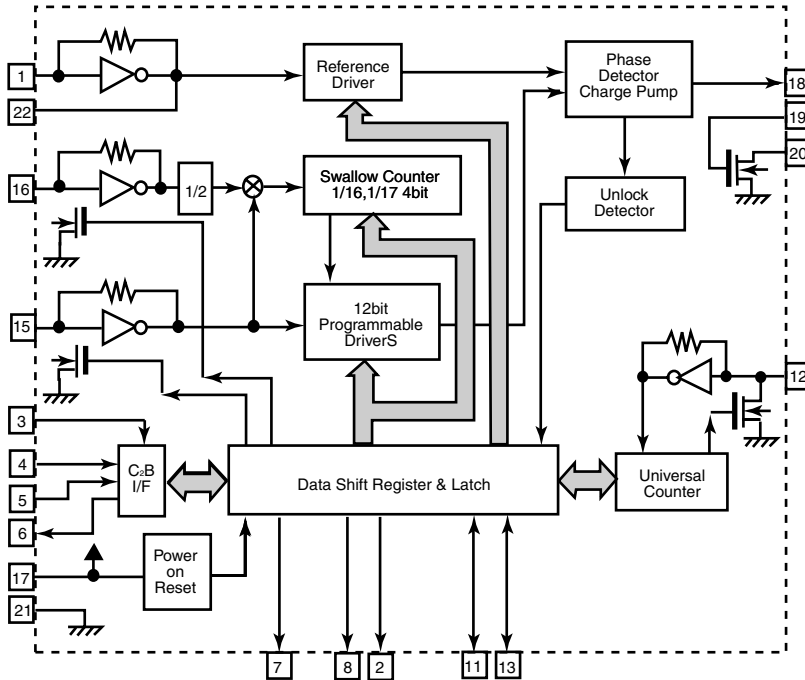 1
Reference
Driver
Phase
Detector
Charge Pump
18
22
19
20
16
1/2
Swallow Counter
1/16,1/17 4bit
Unlock
Detector
15
12bit
Programmable
DriverS
12
3
4
5
6
C2B
I/F
Data Shift Register & Latch
Universal
Counter
17
Power
on
Reset
21
7
8
2
11
13